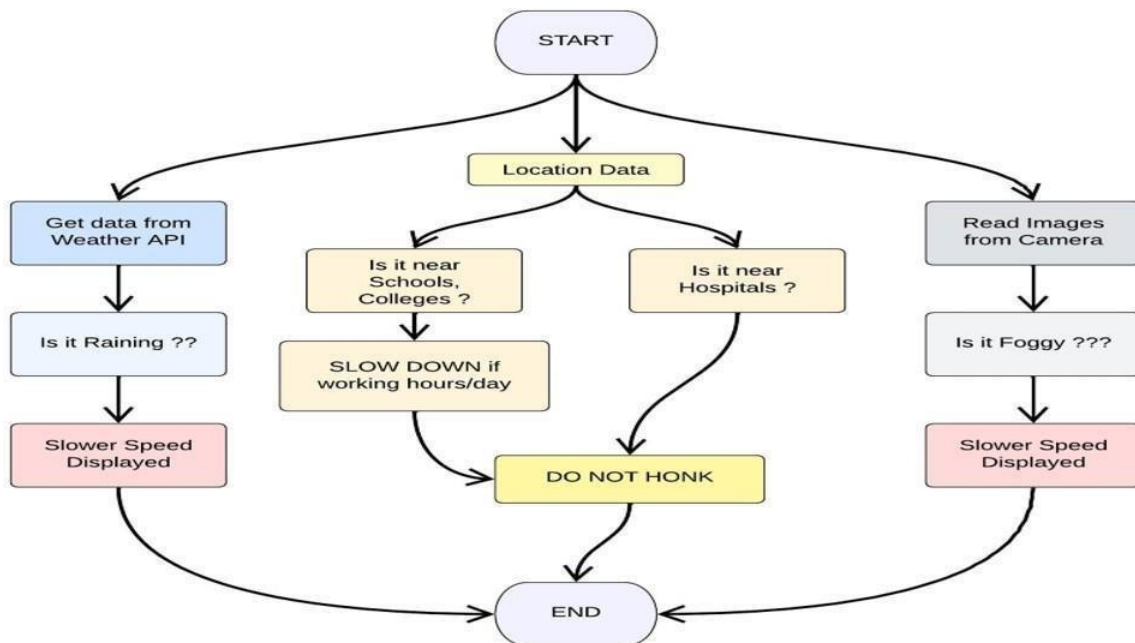 START
Location Data
Get data from
Weather API
Read Images
from Camera
Is it near
Schools,
Colleges ?
Is it near
Hospitals ?
Is it Raining ??
Is it Foggy ???
SLOW DOWN if
working hours/day
Slower Speed
Displayed
Slower Speed
Displayed
DO NOT HONK
END